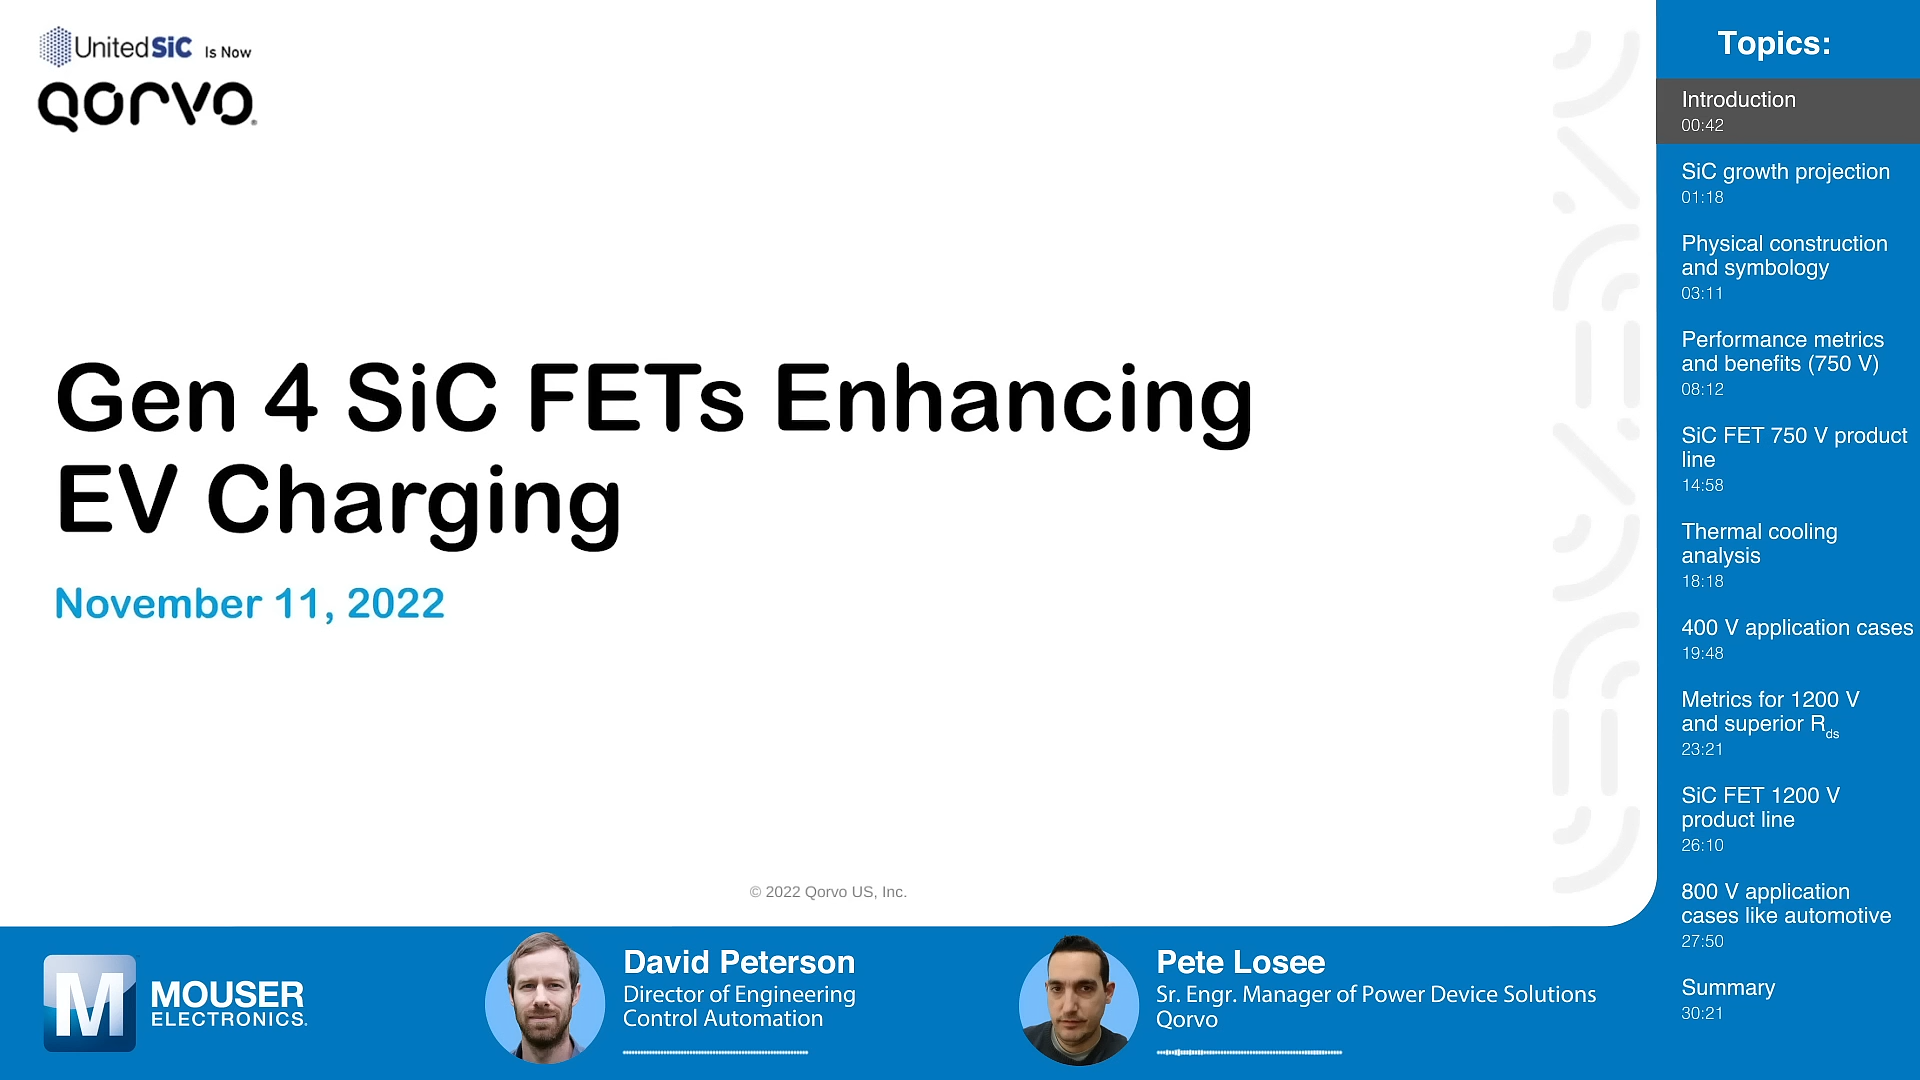 UnitedSiC Is Now
QORVO
Gen 4 SiC FETs Enhancing
EV Charging
November 11, 2022
© 2022 Qorvo US, Inc.
Topics:
Introduction
00:42
SiC growth projection
01:18
Physical construction
and symbology
03:11
Performance metrics
and benefits (750 V)
08:12
SiC FET 750 V product
line
14:58
Thermal cooling
analysis
18:18
400 V application cases
19:48
Metrics for 1200 V
and superior Rds
23:21
SiC FET 1200 V
product line
26:10
800 V application
cases like automotive
27:50
Summary
30:21
M
MOUSER
ELECTRONICS.
David Peterson
Director of Engineering
Control Automation
Pete Losee
Sr. Engr. Manager of Power Device Solutions
Qorvo